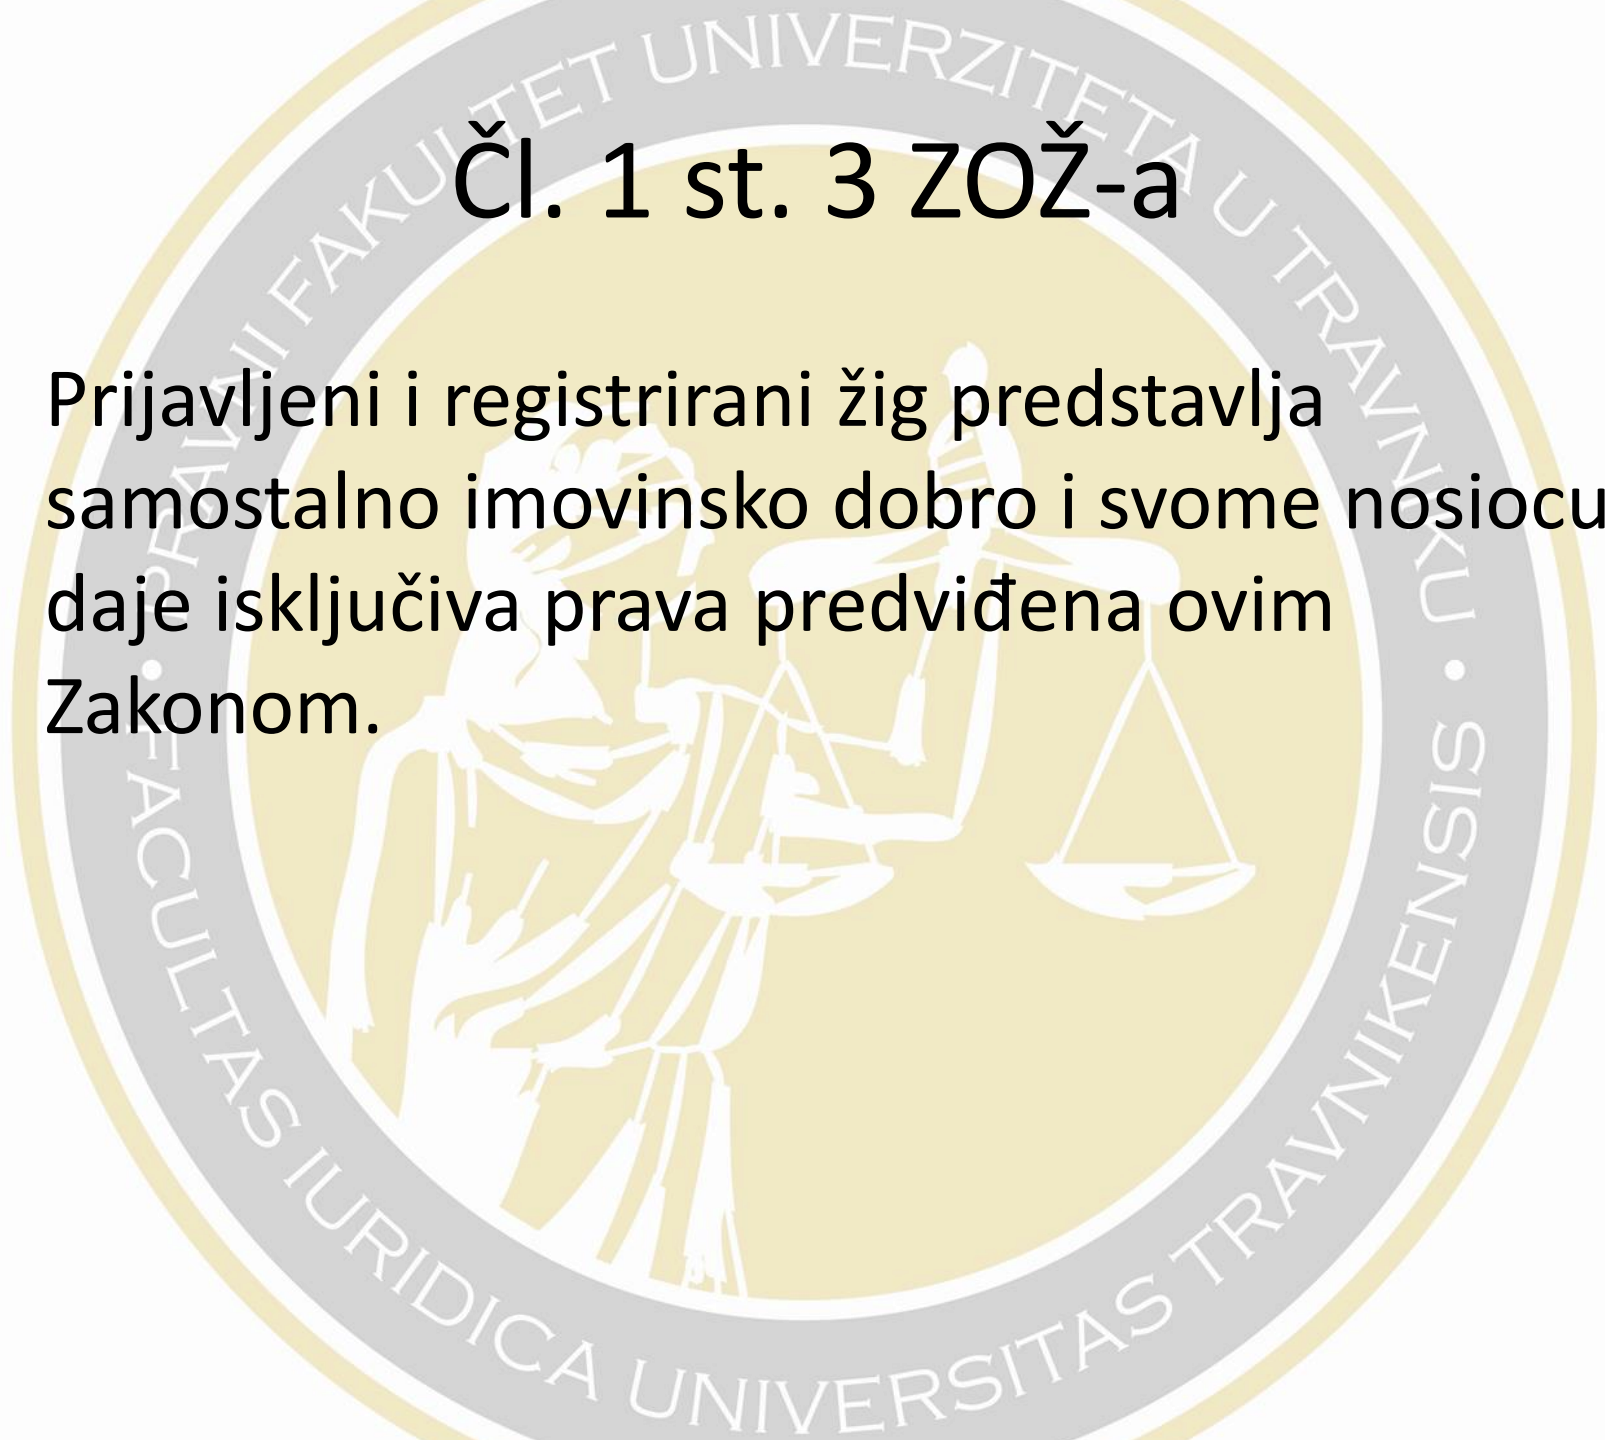 Čl. 1 st. 3 ZOŽ-a
Prijavljeni i registrirani žig predstavlja
samostalno imovinsko dobro i svome nosiocu
daje isključiva prava predviđena ovim
Zakonom.
PRAVNI FAKULTET UNIVERZITETA U TRAVNIKU
FACULTAS IURIDICA UNIVERSITAS TRAVNIKENSIS